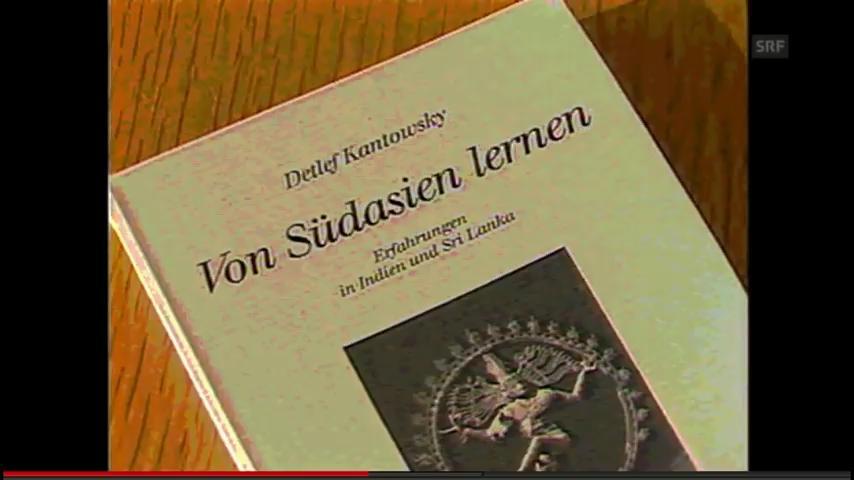 SRF
Detlef Kantowsky
Von Südasien lernen
Erfahrungen
in Indien und Sri Lanka